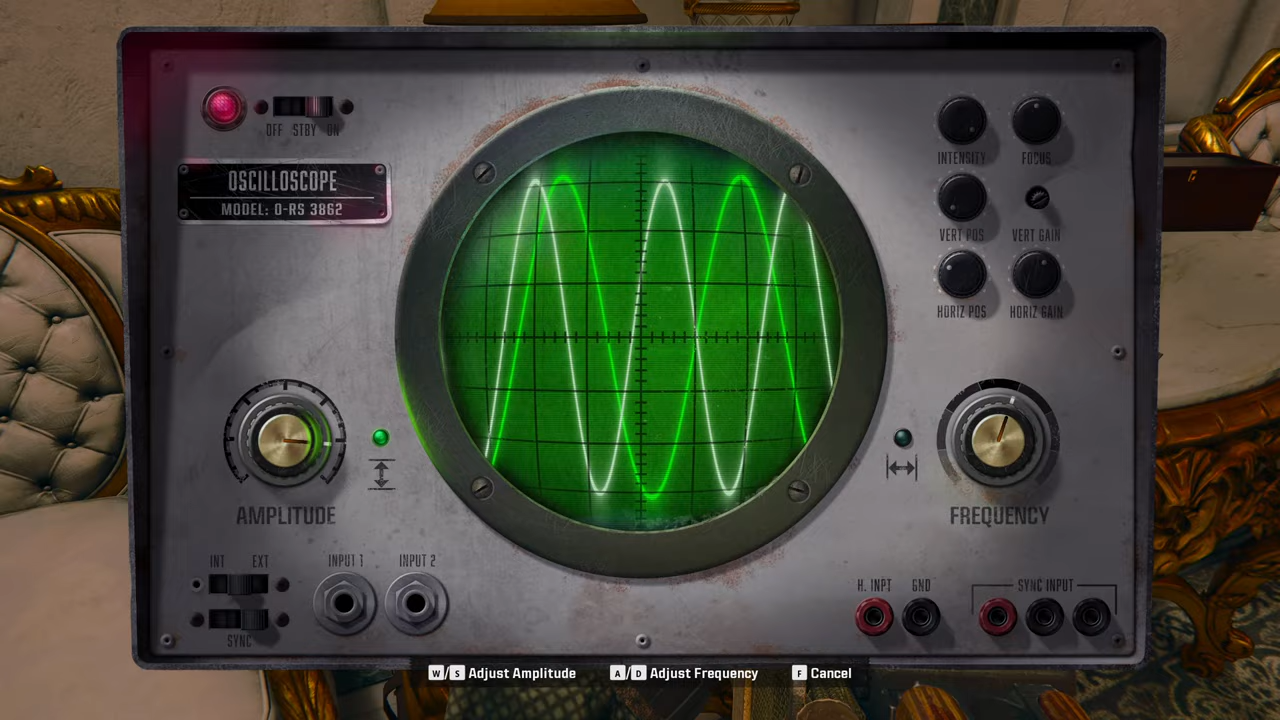 OFF STBY ON
OSCILLOSCOPE
MODEL: O-RS 3862
INTENSITY
FOCUS
VERT POS
VERT GAIN
HORIZ POS
HORIZ GAIN
AMPLITUDE
FREQUENCY
INT
EXT
SYNC
INPUT 1
INPUT 2
H. INPT
GND
SYNC INPUT
W/S Adjust Amplitude
A/D Adjust Frequency
F Cancel